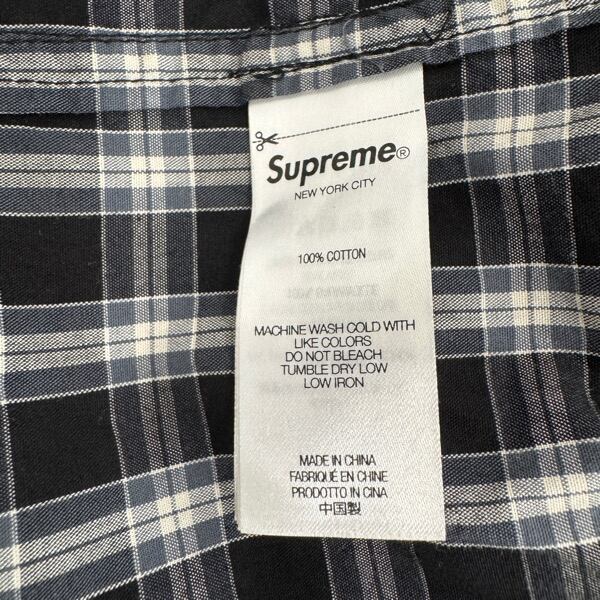 Supreme®
NEW YORK CITY
100% COTTON
MACHINE WASH COLD WITH
LIKE COLORS
DO NOT BLEACH
TUMBLE DRY LOW
LOW IRON
MADE IN CHINA
FABRIQUÉ EN CHINE
PRODOTTO IN CINA
中国製